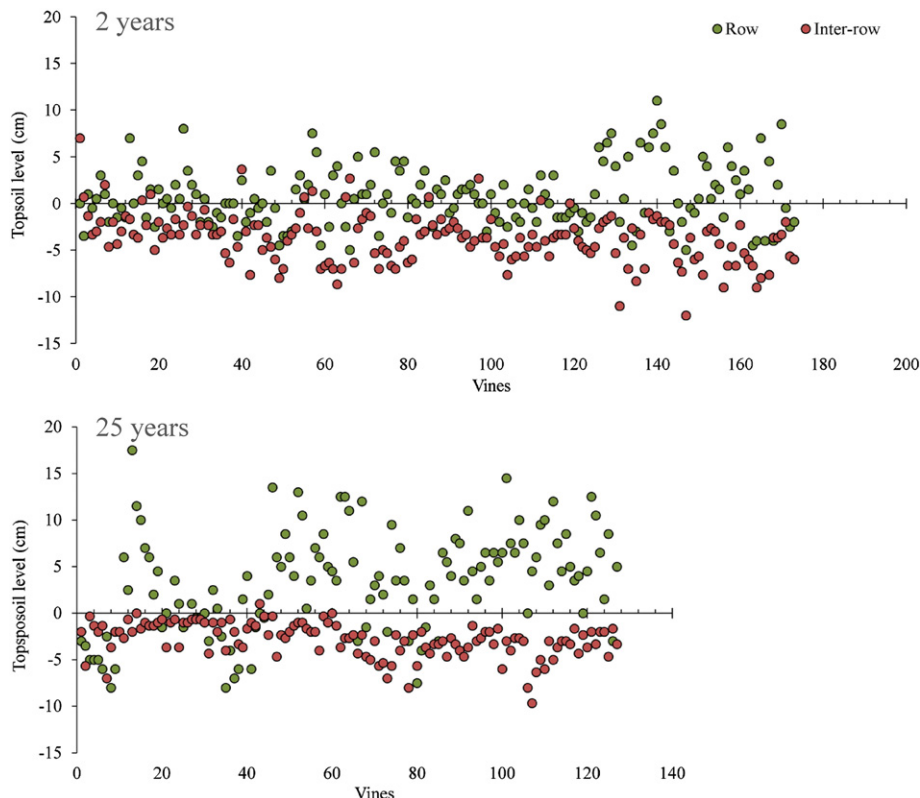 2 years
Row Inter-row
20
15
10
5
0
-5
-10
-15
Topsoil level (cm)
0 20 40 60 80 100 120 140 160 180 200
Vines
25 years
20
15
10
5
0
-5
-10
-15
Topsposoil level (cm)
0 20 40 60 80 100 120 140
Vines